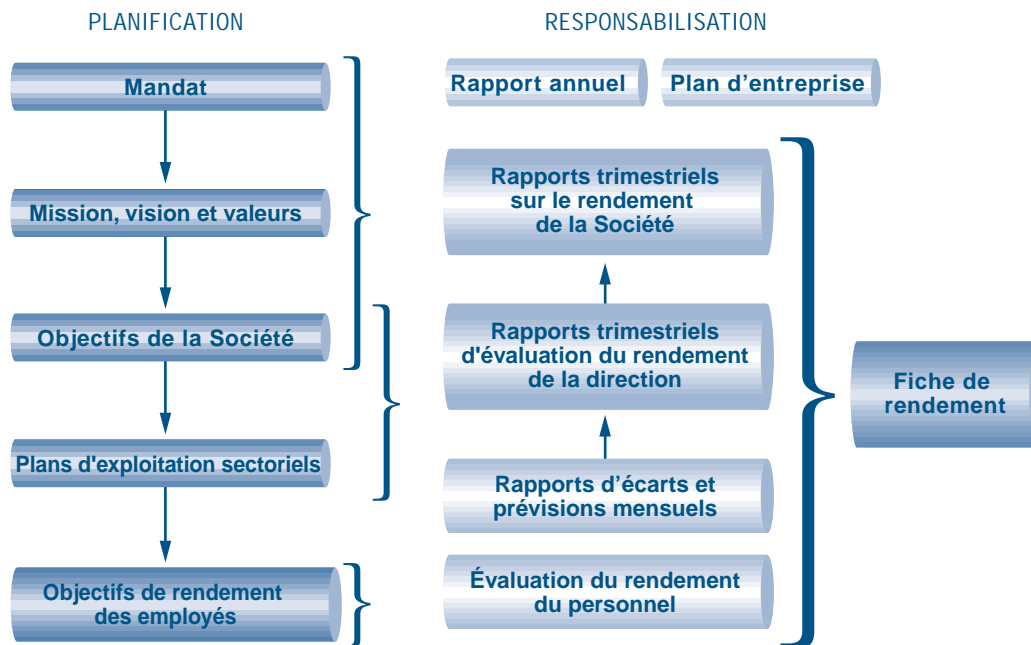 PLANIFICATION
Mandat
Mission, vision et valeurs
Objectifs de la Société
Plans d'exploitation sectoriels
Objectifs de rendement
des employés
RESPONSABILISATION
Rapport annuel
Plan d’entreprise
Rapports trimestriels
sur le rendement
de la Société
Rapports trimestriels
d'évaluation du rendement
de la direction
Rapports d’écarts et
prévisions mensuels
Évaluation du rendement
du personnel
Fiche de
rendement